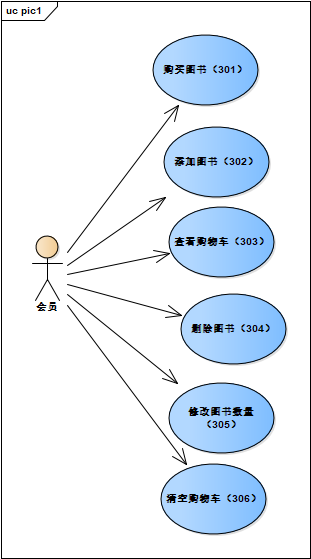 uc pic1
购买图书（301）
添加图书（302）
查看购物车（303）
会员
删除图书（304）
修改图书数量
（305）
清空购物车（306）